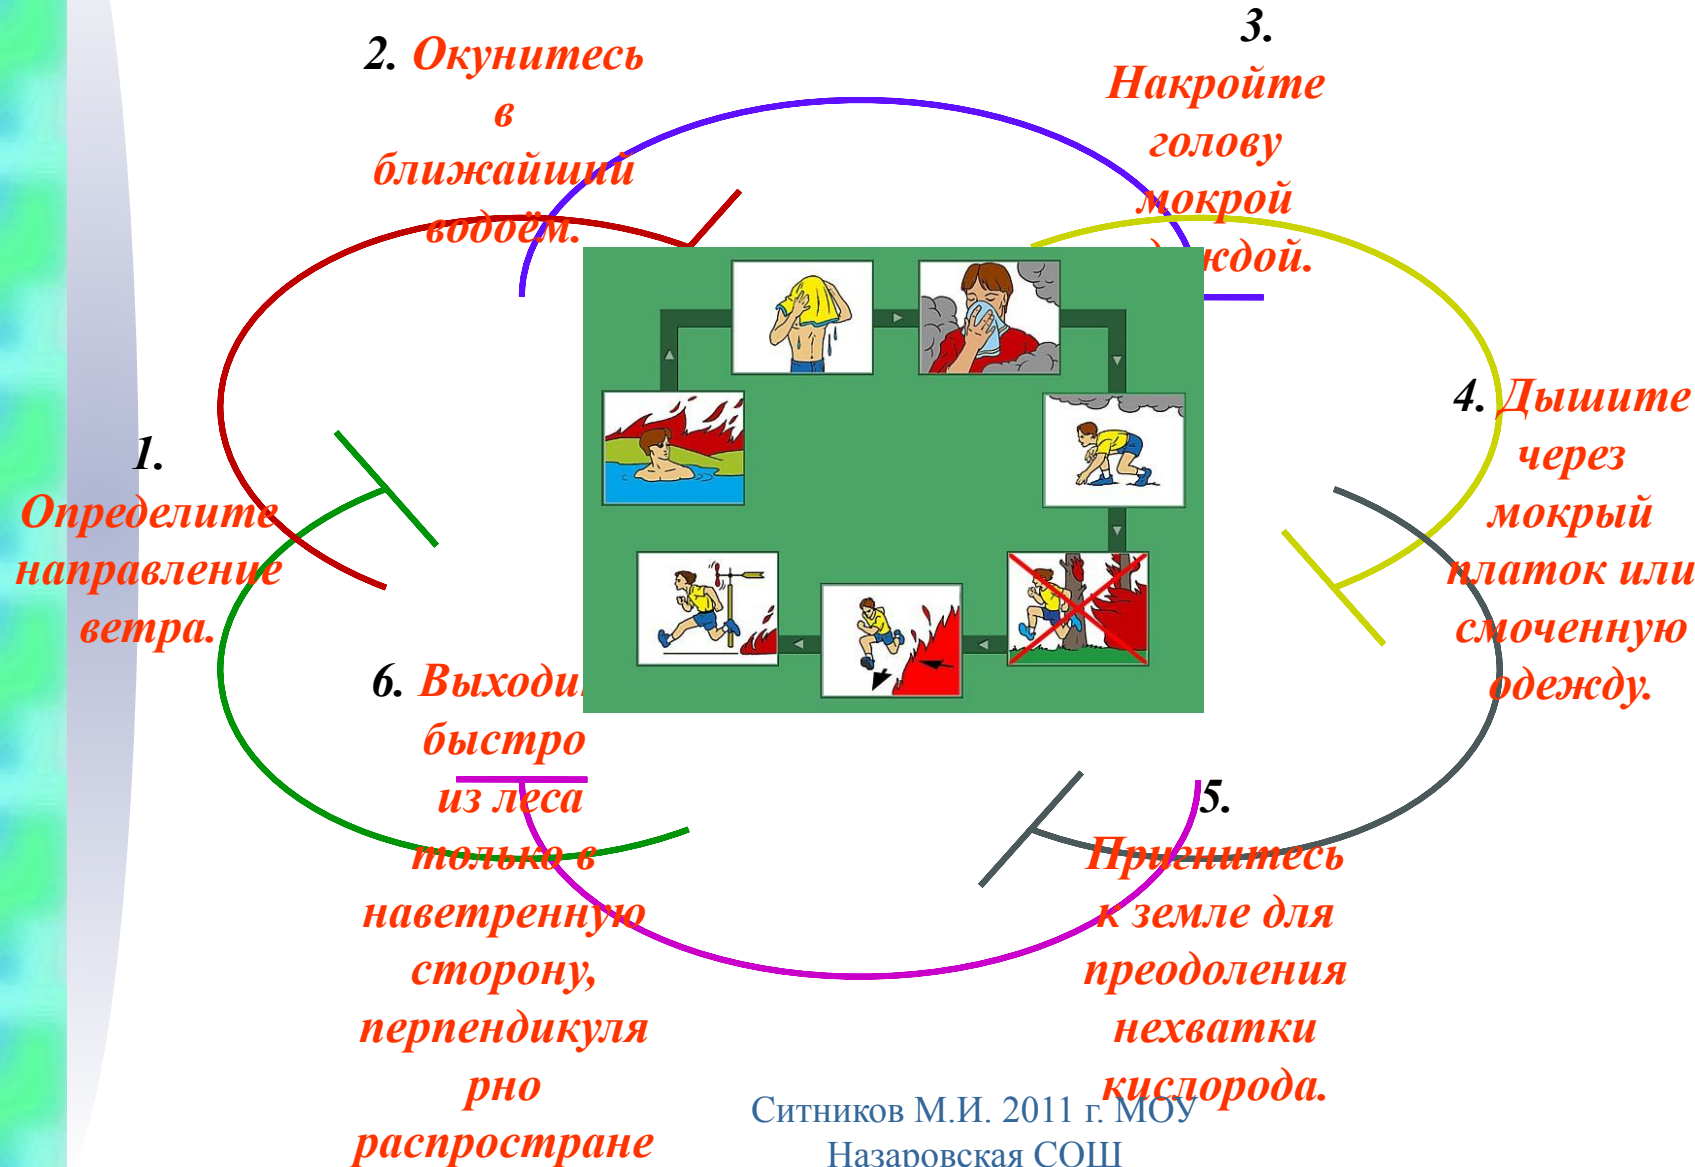 1.
Определите
направление
ветра.
2. Окунитесь
в
ближайший
водоём.
3.
Накройте
голову
мокрой
ждой.
4. Дышите
через
мокрый
платок или
смоченную
одежду.
5.
Пригнитесь
к земле для
преодоления
нехватки
кислорода.
6. Выходи
быстро
из леса
только в
наветренную
сторону,
перпендикуля
рно
распростране
Ситников М.И. 2011 г. МОУ
Назаровская СОШ